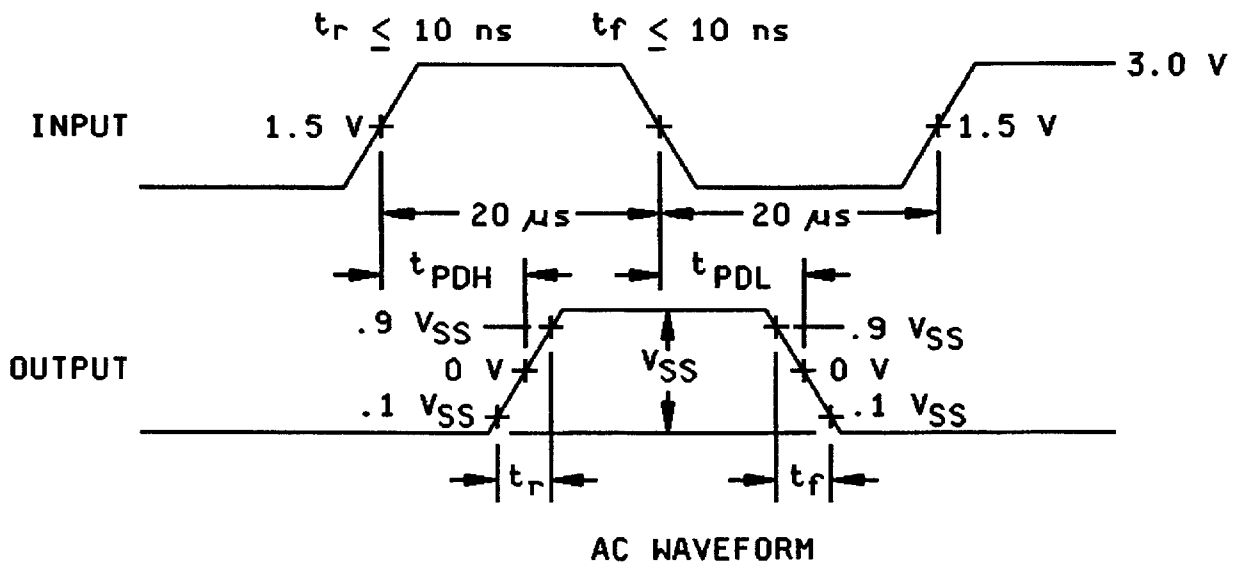 tr ≤ 10 ns tf ≤ 10 ns
3.0 V
INPUT 1.5 V 1.5 V
20 µs 20 µs
tPDH tPDL
.9 VSS .9 VSS
OUTPUT 0 V VSS 0 V
.1 VSS .1 VSS
tr tf
AC WAVEFORM